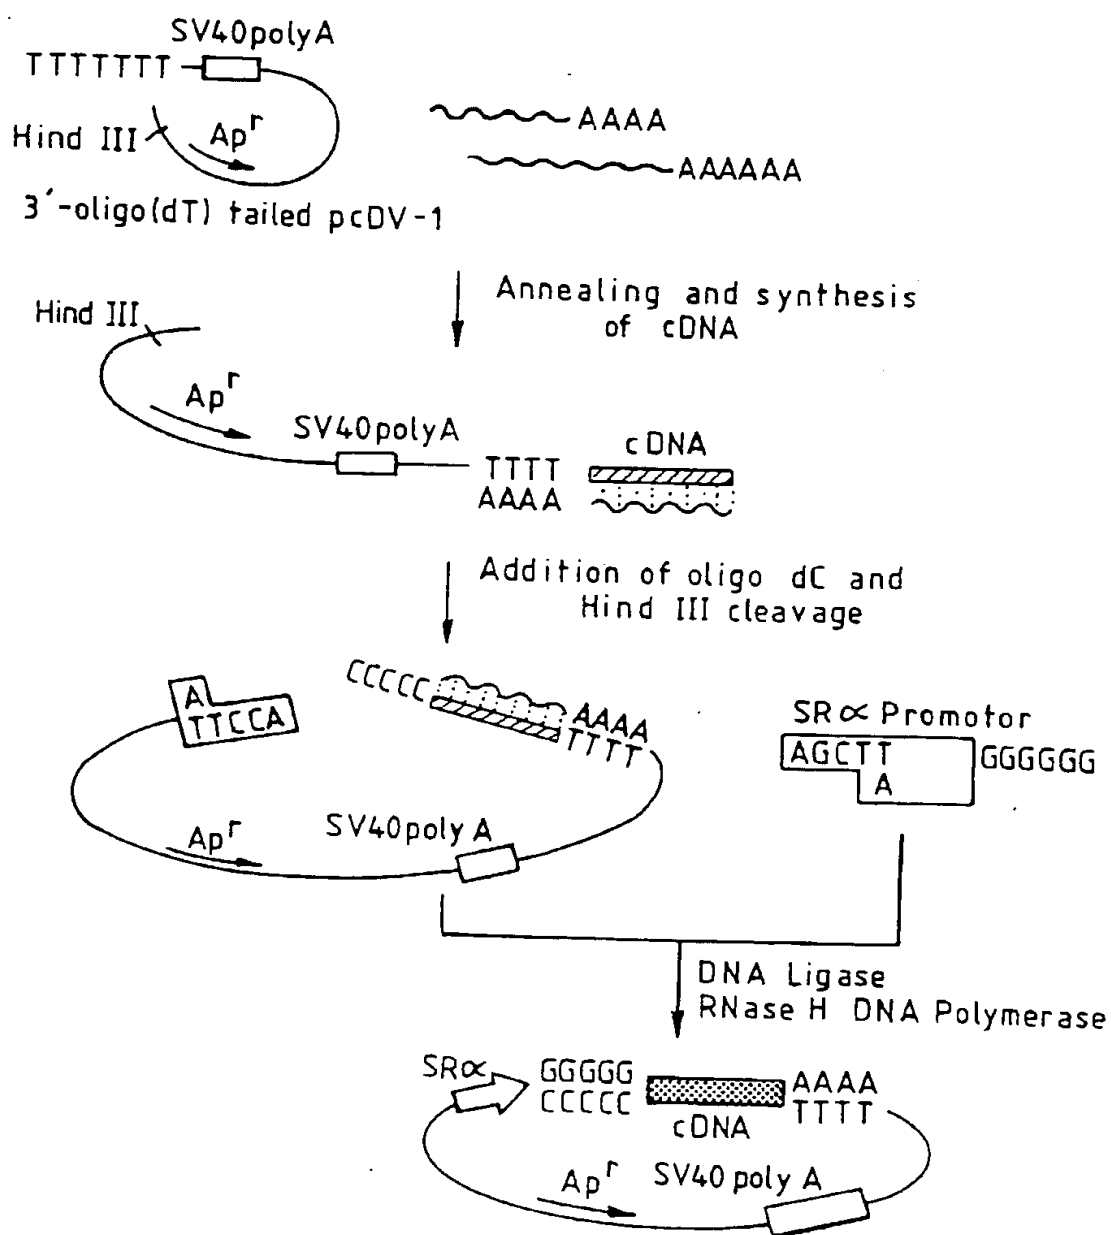 SV40polyA
TTTTTTT
Hind III
Ap r
3′-oligo(dT) tailed pcDV-1
AAAA
AAAAAA
Annealing and synthesis
of cDNA
Hind III
Ap r
SV40polyA
TTTT
AAAA
cDNA
Addition of oligo dC and
Hind III cleavage
A
TTCCA
CCCCC
AAAA
TTTT
Ap r
SV40poly A
SR∝ Promotor
AGCTT
A
GGGGGG
DNA Ligase
RNase H DNA Polymerase
SR∝
GGGGG
CCCCC
cDNA
AAAA
TTTT
Ap r
SV40 poly A